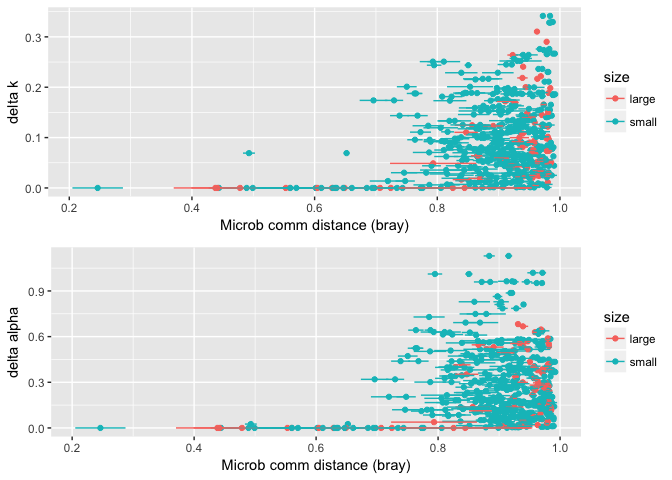 delta k
0.3
0.2
0.1
0.0
0.2 0.4 0.6 0.8 1.0
Microb comm distance (bray)
size
large
small
delta alpha
0.9
0.6
0.3
0.0
0.2 0.4 0.6 0.8 1.0
Microb comm distance (bray)
size
large
small